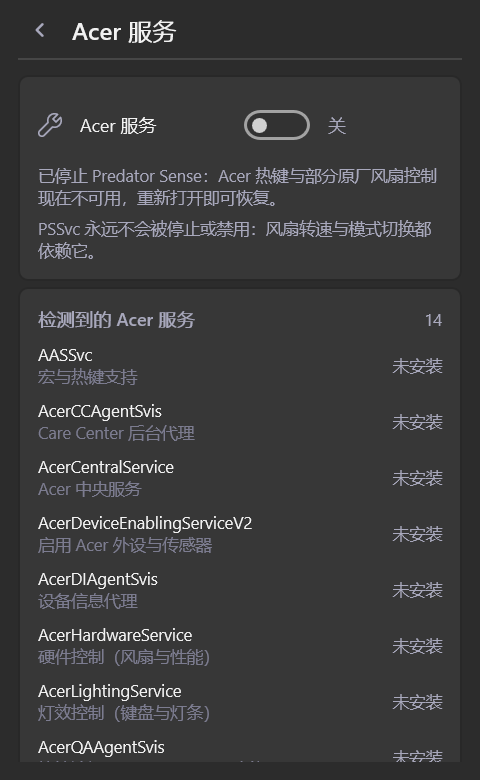 Acer 服务
Acer 服务
关
已停止 Predator Sense：Acer 热键与部分原厂风扇控制
现在不可用，重新打开即可恢复。
PSSvc 永远不会被停止或禁用：风扇转速与模式切换都
依赖它。
检测到的 Acer 服务
14
AASSvc
宏与热键支持
未安装
AcerCCAgentSvis
Care Center 后台代理
未安装
AcerCentralService
Acer 中央服务
未安装
AcerDeviceEnablingServiceV2
启用 Acer 外设与传感器
未安装
AcerDIAgentSvis
设备信息代理
未安装
AcerHardwareService
硬件控制（风扇与性能）
未安装
AcerLightingService
灯效控制（键盘与灯条）
未安装
AcerQAAgentSvis
未安装